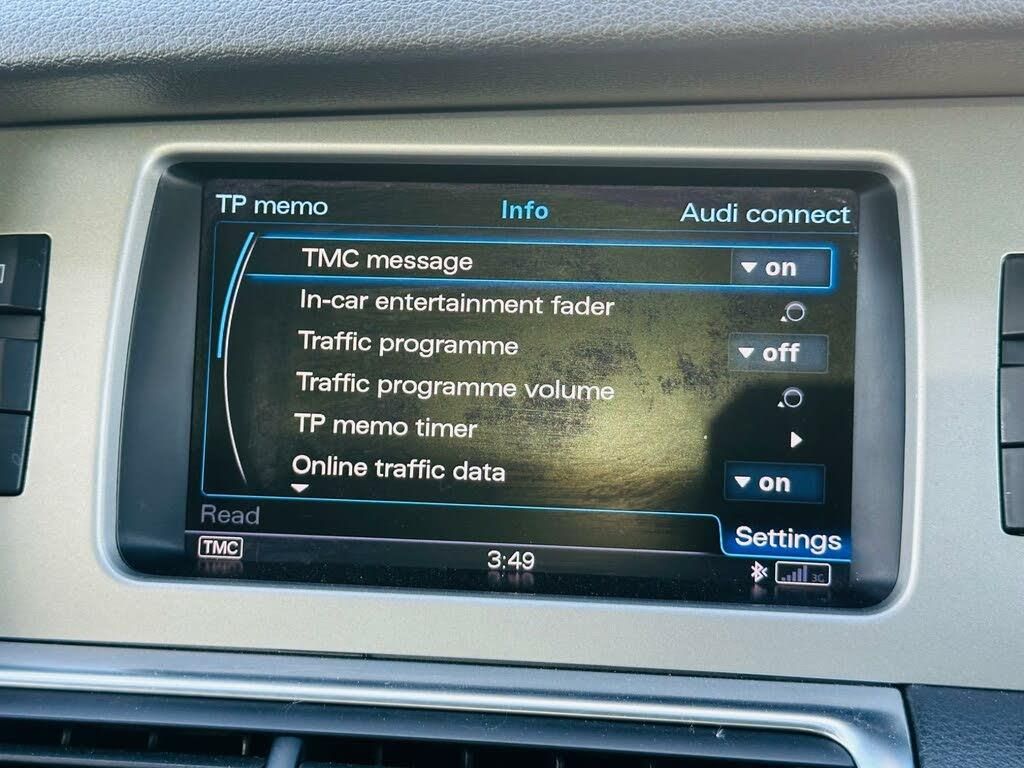 TP memo Info Audi connect
TMC message on
In-car entertainment fader
Traffic programme off
Traffic programme volume
TP memo timer
Online traffic data on
Read Settings
TMC 3:49 3G